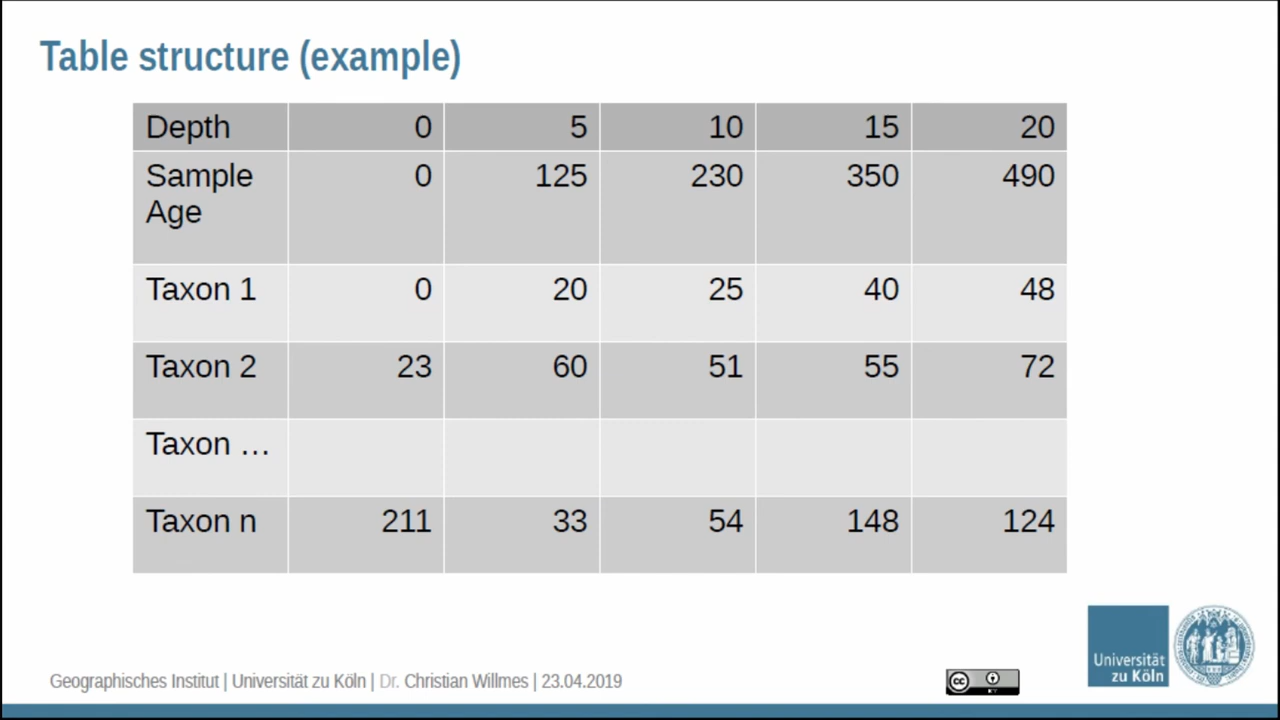 Table structure (example)
Depth 0 5 10 15 20
Sample Age 0 125 230 350 490
Taxon 1 0 20 25 40 48
Taxon 2 23 60 51 55 72
Taxon …
Taxon n 211 33 54 148 124
Universität
zu Köln
Geographisches Institut | Universität zu Köln | Dr. Christian Willmes | 23.04.2019
cc
BY